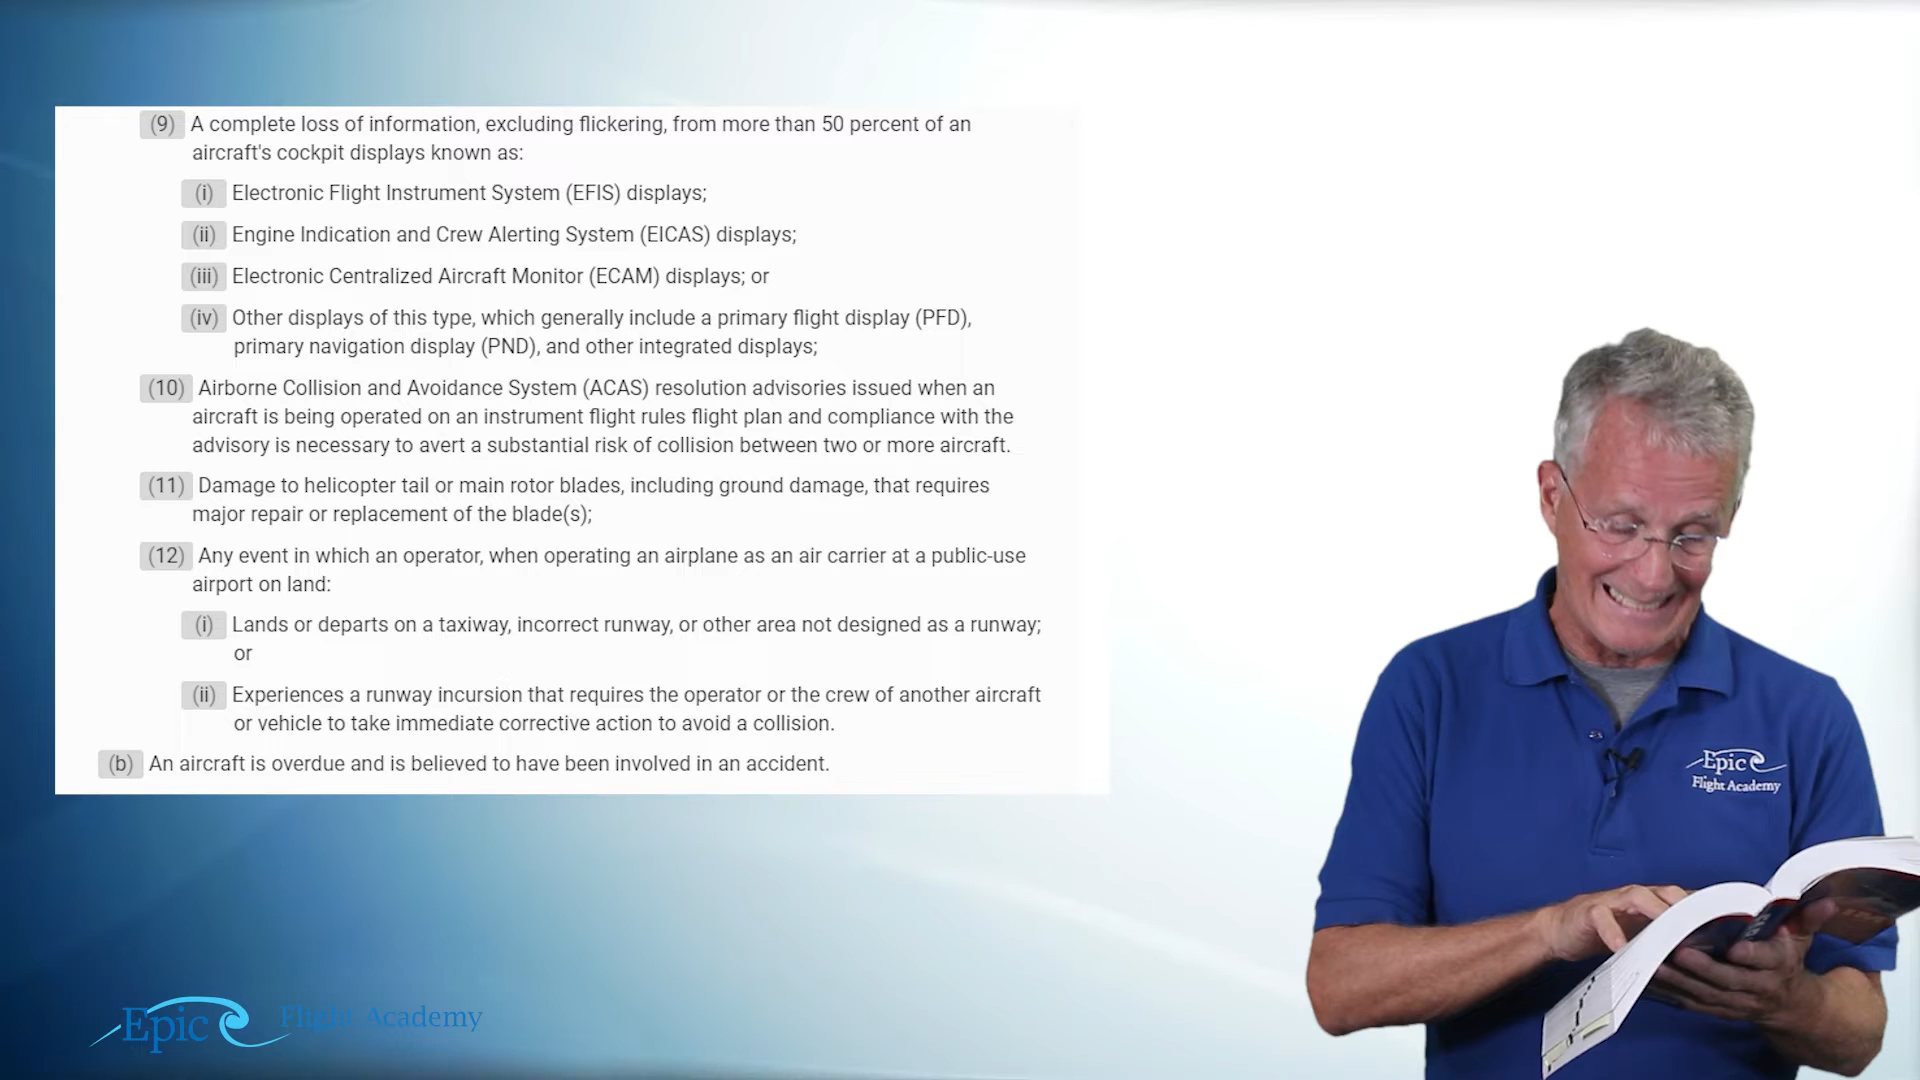 (9) A complete loss of information, excluding flickering, from more than 50 percent of an
aircraft's cockpit displays known as:
(i) Electronic Flight Instrument System (EFIS) displays;
(ii) Engine Indication and Crew Alerting System (EICAS) displays;
(iii) Electronic Centralized Aircraft Monitor (ECAM) displays; or
(iv) Other displays of this type, which generally include a primary flight display (PFD),
primary navigation display (PND), and other integrated displays;
(10) Airborne Collision and Avoidance System (ACAS) resolution advisories issued when an
aircraft is being operated on an instrument flight rules flight plan and compliance with the
advisory is necessary to avert a substantial risk of collision between two or more aircraft.
(11) Damage to helicopter tail or main rotor blades, including ground damage, that requires
major repair or replacement of the blade(s);
(12) Any event in which an operator, when operating an airplane as an air carrier at a public-use
airport on land:
(i) Lands or departs on a taxiway, incorrect runway, or other area not designed as a runway;
or
(ii) Experiences a runway incursion that requires the operator or the crew of another aircraft
or vehicle to take immediate corrective action to avoid a collision.
(b) An aircraft is overdue and is believed to have been involved in an accident.
Epic
Flight Academy
Epic Flight Academy